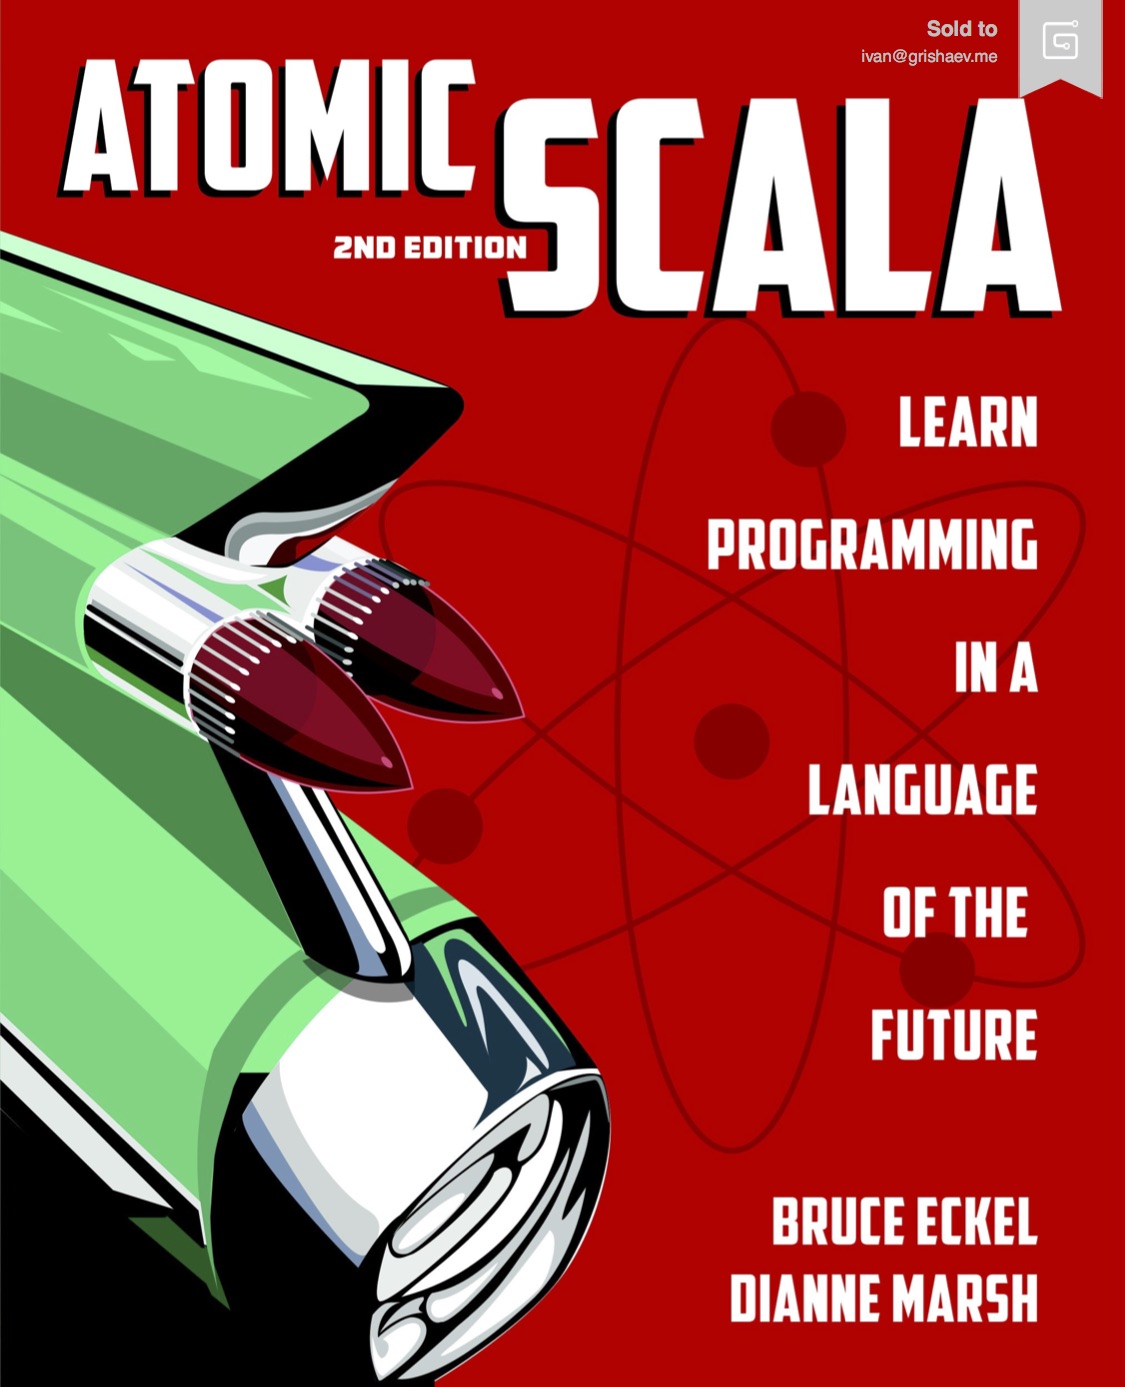 Sold to
ivan@grishaev.me
ATOMIC
SCALA
2ND EDITION
LEARN
PROGRAMMING
IN A
LANGUAGE
OF THE
FUTURE
BRUCE ECKEL
DIANNE MARSH